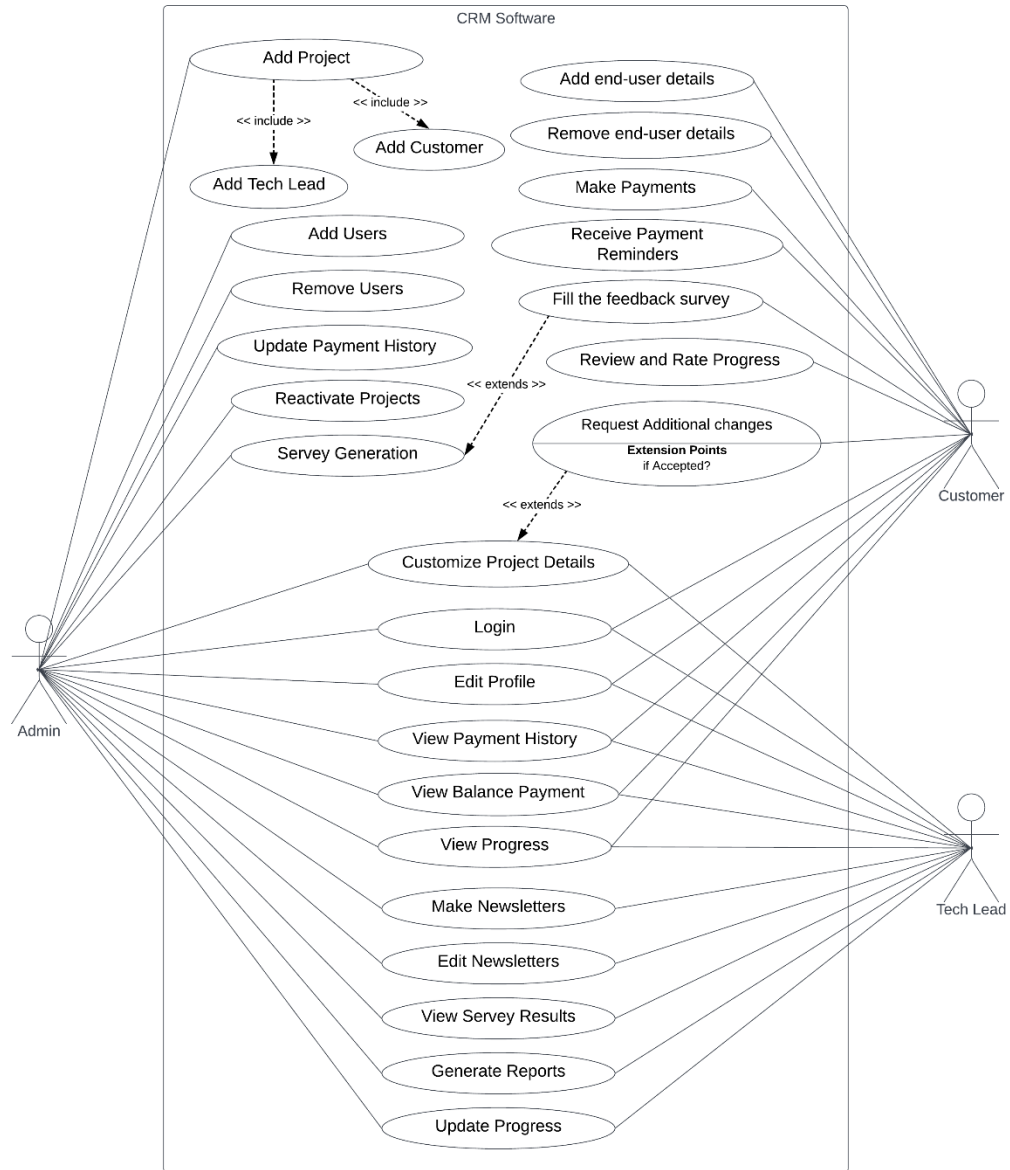 CRM Software
Add Project
<< include >>
<< include >>
Add Customer
Add Tech Lead
Add Users
Remove Users
Update Payment History
Reactivate Projects
Servey Generation
Add end-user details
Remove end-user details
Make Payments
Receive Payment
Reminders
Fill the feedback survey
<< extends >>
Review and Rate Progress
Request Additional changes
Extension Points
if Accepted?
<< extends >>
Customize Project Details
Login
Edit Profile
View Payment History
View Balance Payment
View Progress
Make Newsletters
Edit Newsletters
View Servey Results
Generate Reports
Update Progress
Admin
Customer
Tech Lead